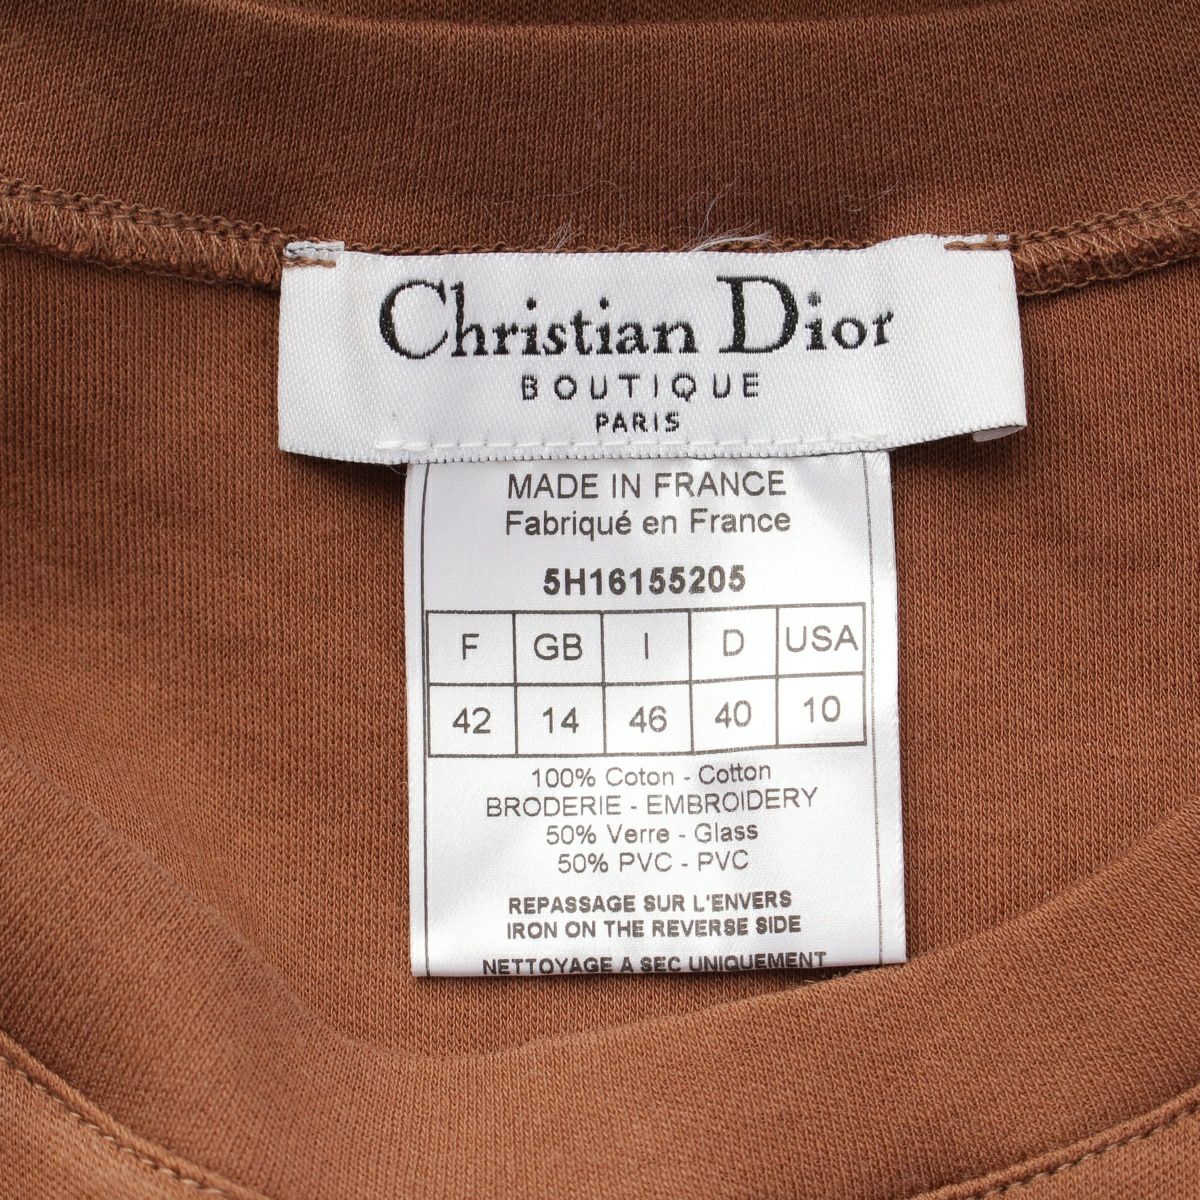 Christian Dior
BOUTIQUE
PARIS
MADE IN FRANCE
Fabriqué en France
5H16155205
F GB I D USA
42 14 46 40 10
100% Coton - Cotton
BRODERIE - EMBROIDERY
50% Verre - Glass
50% PVC - PVC
REPASSAGE SUR L'ENVERS
IRON ON THE REVERSE SIDE
NETTOYAGE A SEC UNIQUEMENT